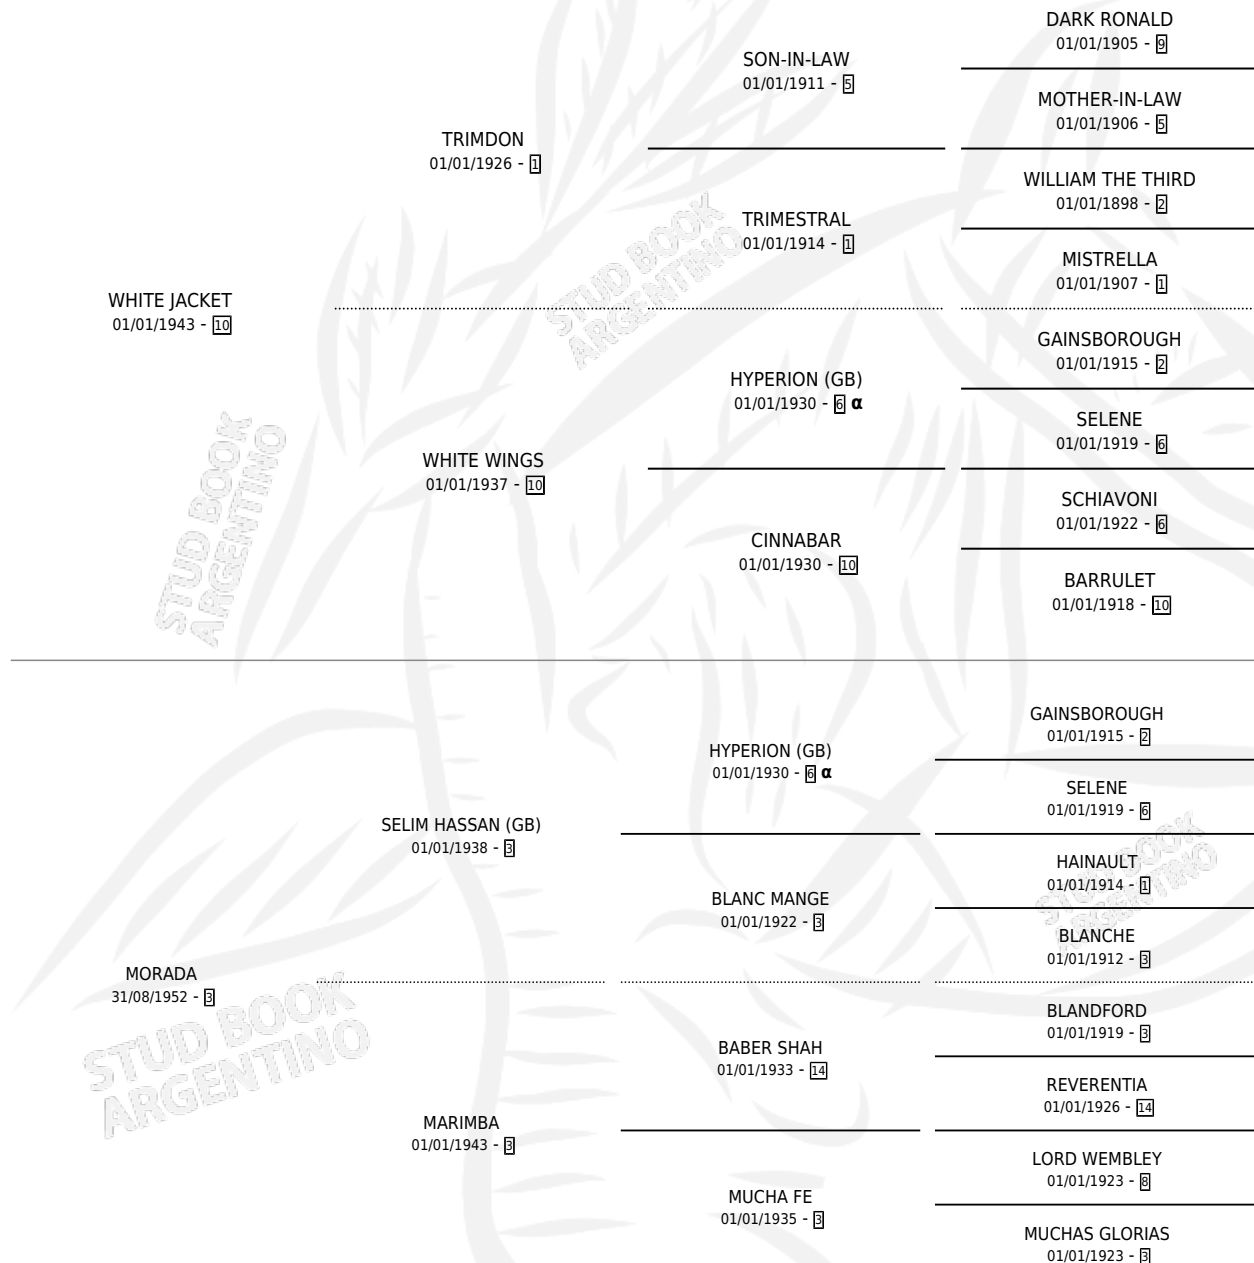 DARK RONALD
01/01/1905 - 9
SON-IN-LAW
01/01/1911 - 5
MOTHER-IN-LAW
01/01/1906 - 5
TRIMDON
01/01/1926 - 1
WILLIAM THE THIRD
01/01/1898 - 2
TRIMESTRAL
01/01/1914 - 1
MISTRELLA
01/01/1907 - 1
WHITE JACKET
01/01/1943 - 10
GAINSBOROUGH
01/01/1915 - 2
HYPERION (GB)
01/01/1930 - 6 α
SELENE
01/01/1919 - 6
WHITE WINGS
01/01/1937 - 10
SCHIAVONI
01/01/1922 - 6
CINNABAR
01/01/1930 - 10
BARRULET
01/01/1918 - 10
GAINSBOROUGH
01/01/1915 - 2
HYPERION (GB)
01/01/1930 - 6 α
SELENE
01/01/1919 - 6
SELIM HASSAN (GB)
01/01/1938 - 3
HAINAULT
01/01/1914 - 1
BLANC MANGE
01/01/1922 - 3
BLANCHE
01/01/1912 - 3
MORADA
31/08/1952 - 3
BLANDFORD
01/01/1919 - 3
BABER SHAH
01/01/1933 - 14
REVERENTIA
01/01/1926 - 14
MARIMBA
01/01/1943 - 3
LORD WEMBLEY
01/01/1923 - 8
MUCHA FE
01/01/1935 - 3
MUCHAS GLORIAS
01/01/1923 - 3
STUD BOOK
ARGENTINO
STUD BOOK
ARGENTINO
STUD BOOK
ARGENTINO
STUD BOOK
ARGENTINO